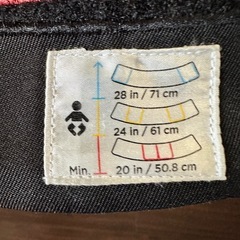 28 in / 71 cm
24 in / 61 cm
Min. 20 in / 50.8 cm